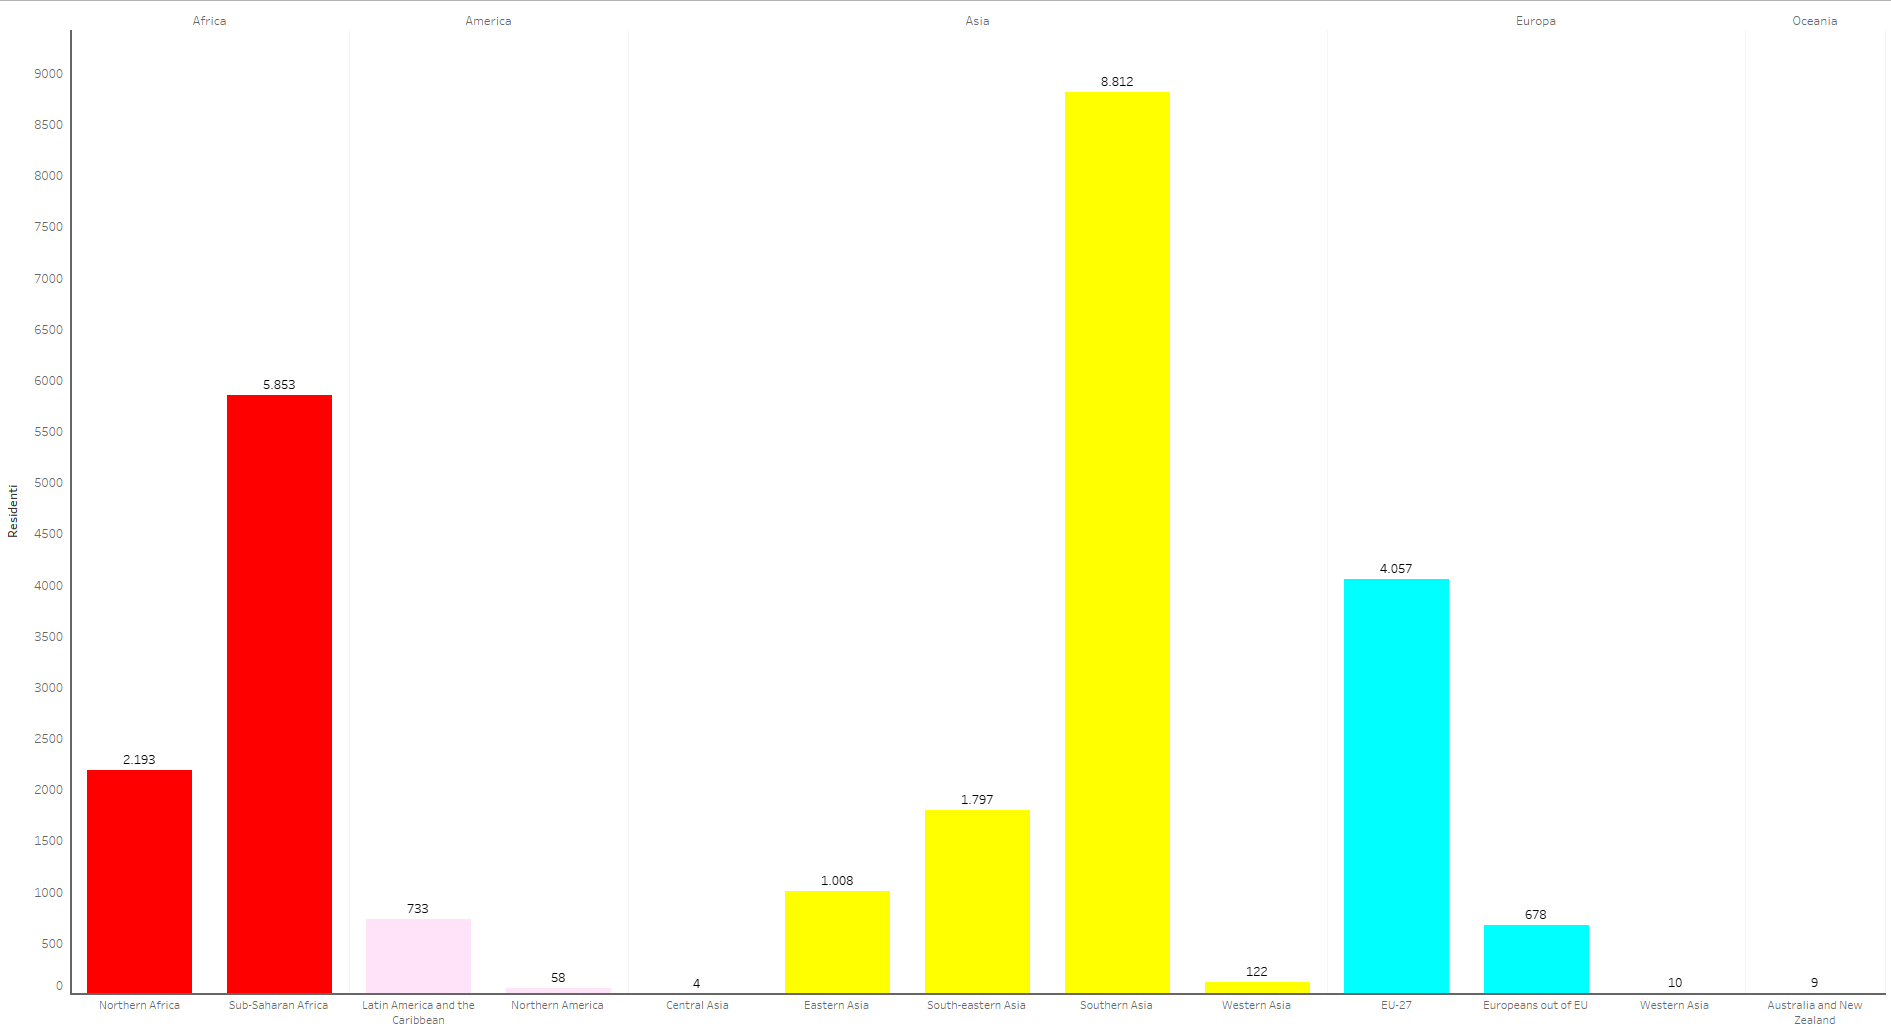 Africa
America
Asia
Europa
Oceania
Residenti
9000
8500
8000
7500
7000
6500
6000
5500
5000
4500
4000
3500
3000
2500
2000
1500
1000
500
0
2.193
5.853
733
58
4
1.008
1.797
8.812
122
4.057
678
10
9
Northern Africa
Sub-Saharan Africa
Latin America and the
Caribbean
Northern America
Central Asia
Eastern Asia
South-eastern Asia
Southern Asia
Western Asia
EU-27
Europeans out of EU
Western Asia
Australia and New
Zealand